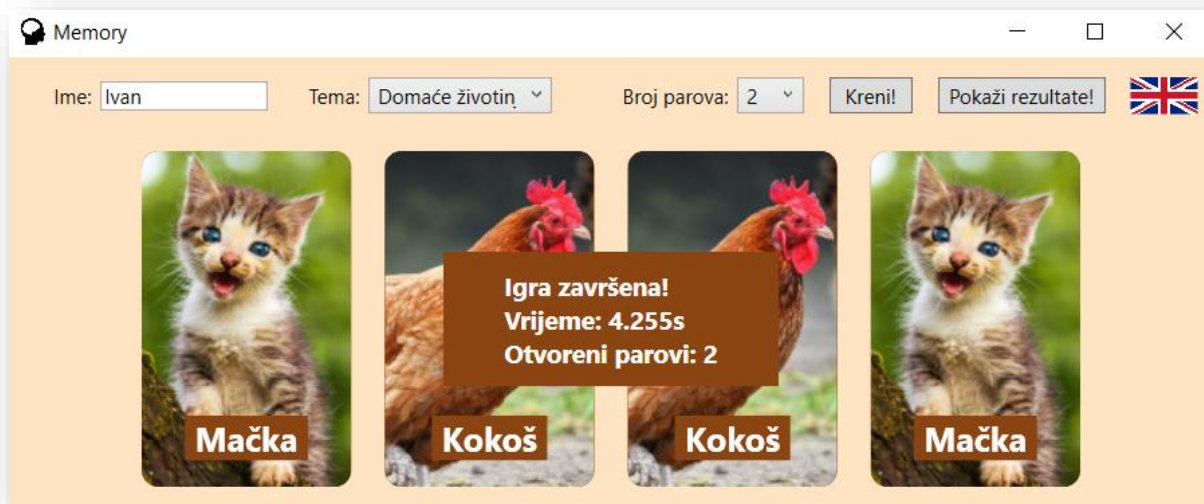 Memory
Ime: Ivan Tema: Domaće životin Broj parova: 2 Kreni! Pokaži rezultate!
Igra završena!
Vrijeme: 4.255s
Otvoreni parovi: 2
Mačka Kokoš Kokoš Mačka